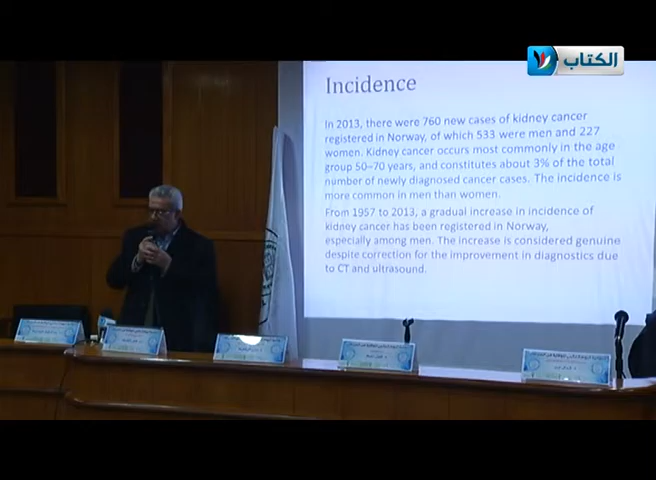 الكتاب
Incidence
In 2013, there were 760 new cases of kidney cancer
registered in Norway, of which 533 were men and 227
women. Kidney cancer occurs most commonly in the age
group 50–70 years, and constitutes about 3% of the total
number of newly diagnosed cancer cases. The incidence is
more common in men than women.
From 1957 to 2013, a gradual increase in incidence of
kidney cancer has been registered in Norway,
especially among men. The increase is considered genuine
despite correction for the improvement in diagnostics due
to CT and ultrasound.